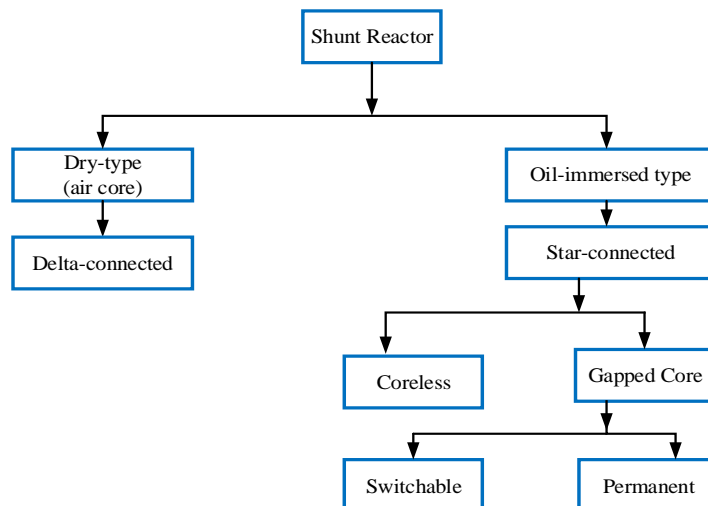 Shunt Reactor
Dry-type
(air core)
Oil-immersed type
Delta-connected
Star-connected
Coreless
Gapped Core
Switchable
Permanent